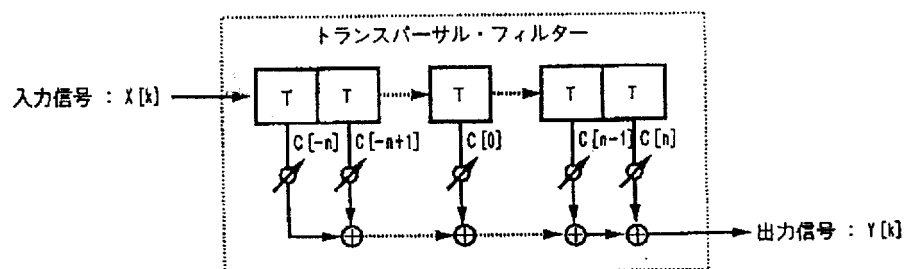 トランスバーサル・フィルター
入力信号 : X[k]
T T T T T
C[-n] C[-n+1] C[0] C[n-1] C[n]
出力信号 : Y[k]